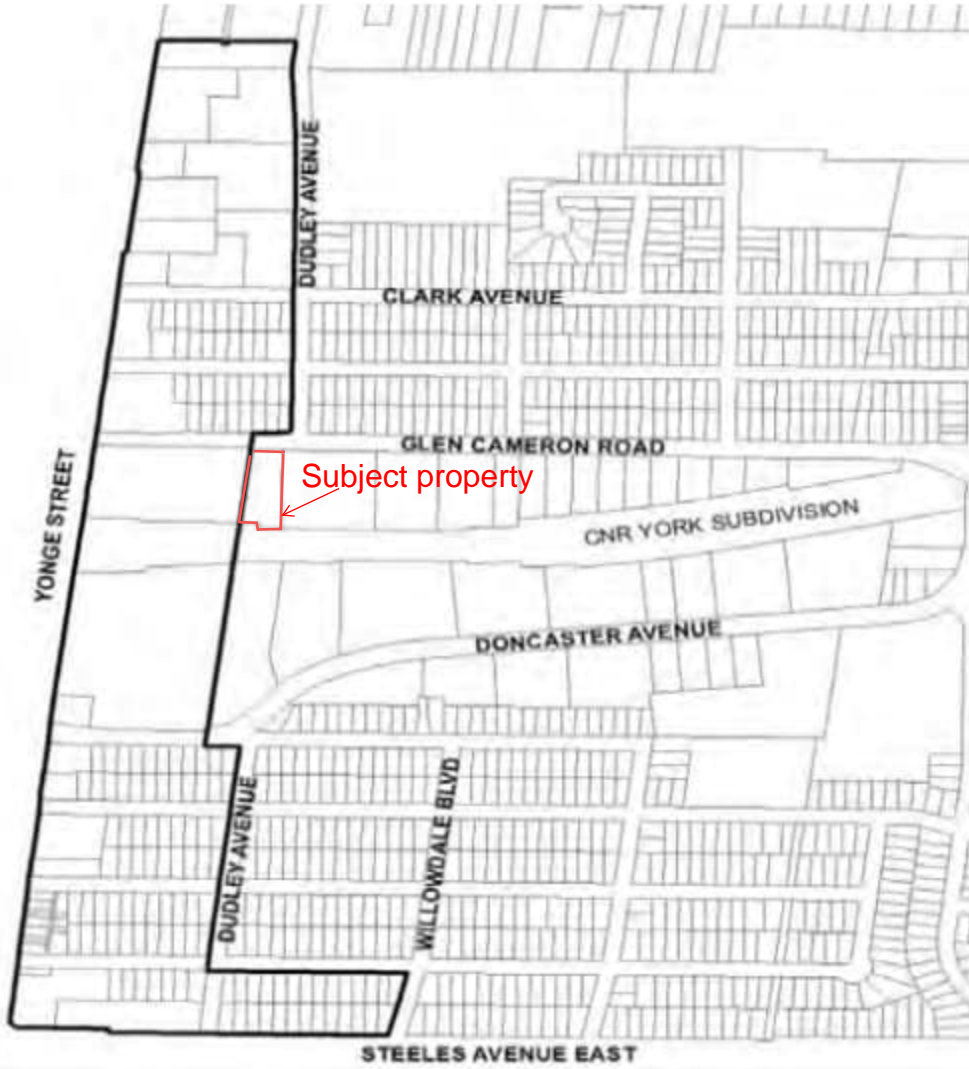 DUDLEY AVENUE
CLARK AVENUE
GLEN CAMERON ROAD
Subject property
YONGE STREET
CNR YORK SUBDIVISION
DONCASTER AVENUE
DUDLEY AVENUE
WILLOWDALE BLVD
STEELES AVENUE EAST